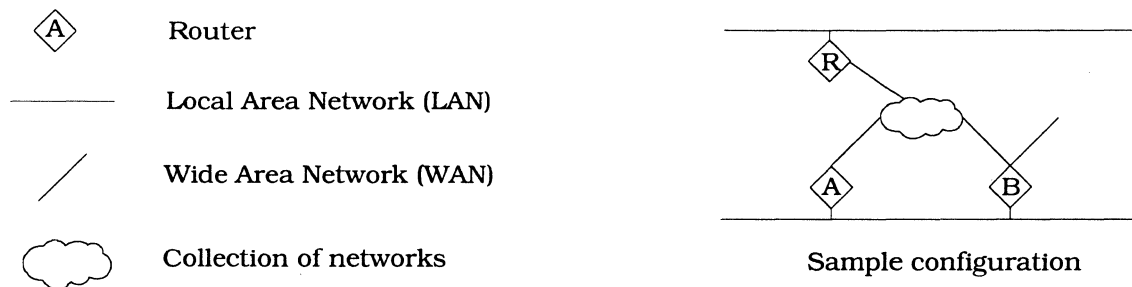 A Router
Local Area Network (LAN)
Wide Area Network (WAN)
Collection of networks
R
A
B
Sample configuration